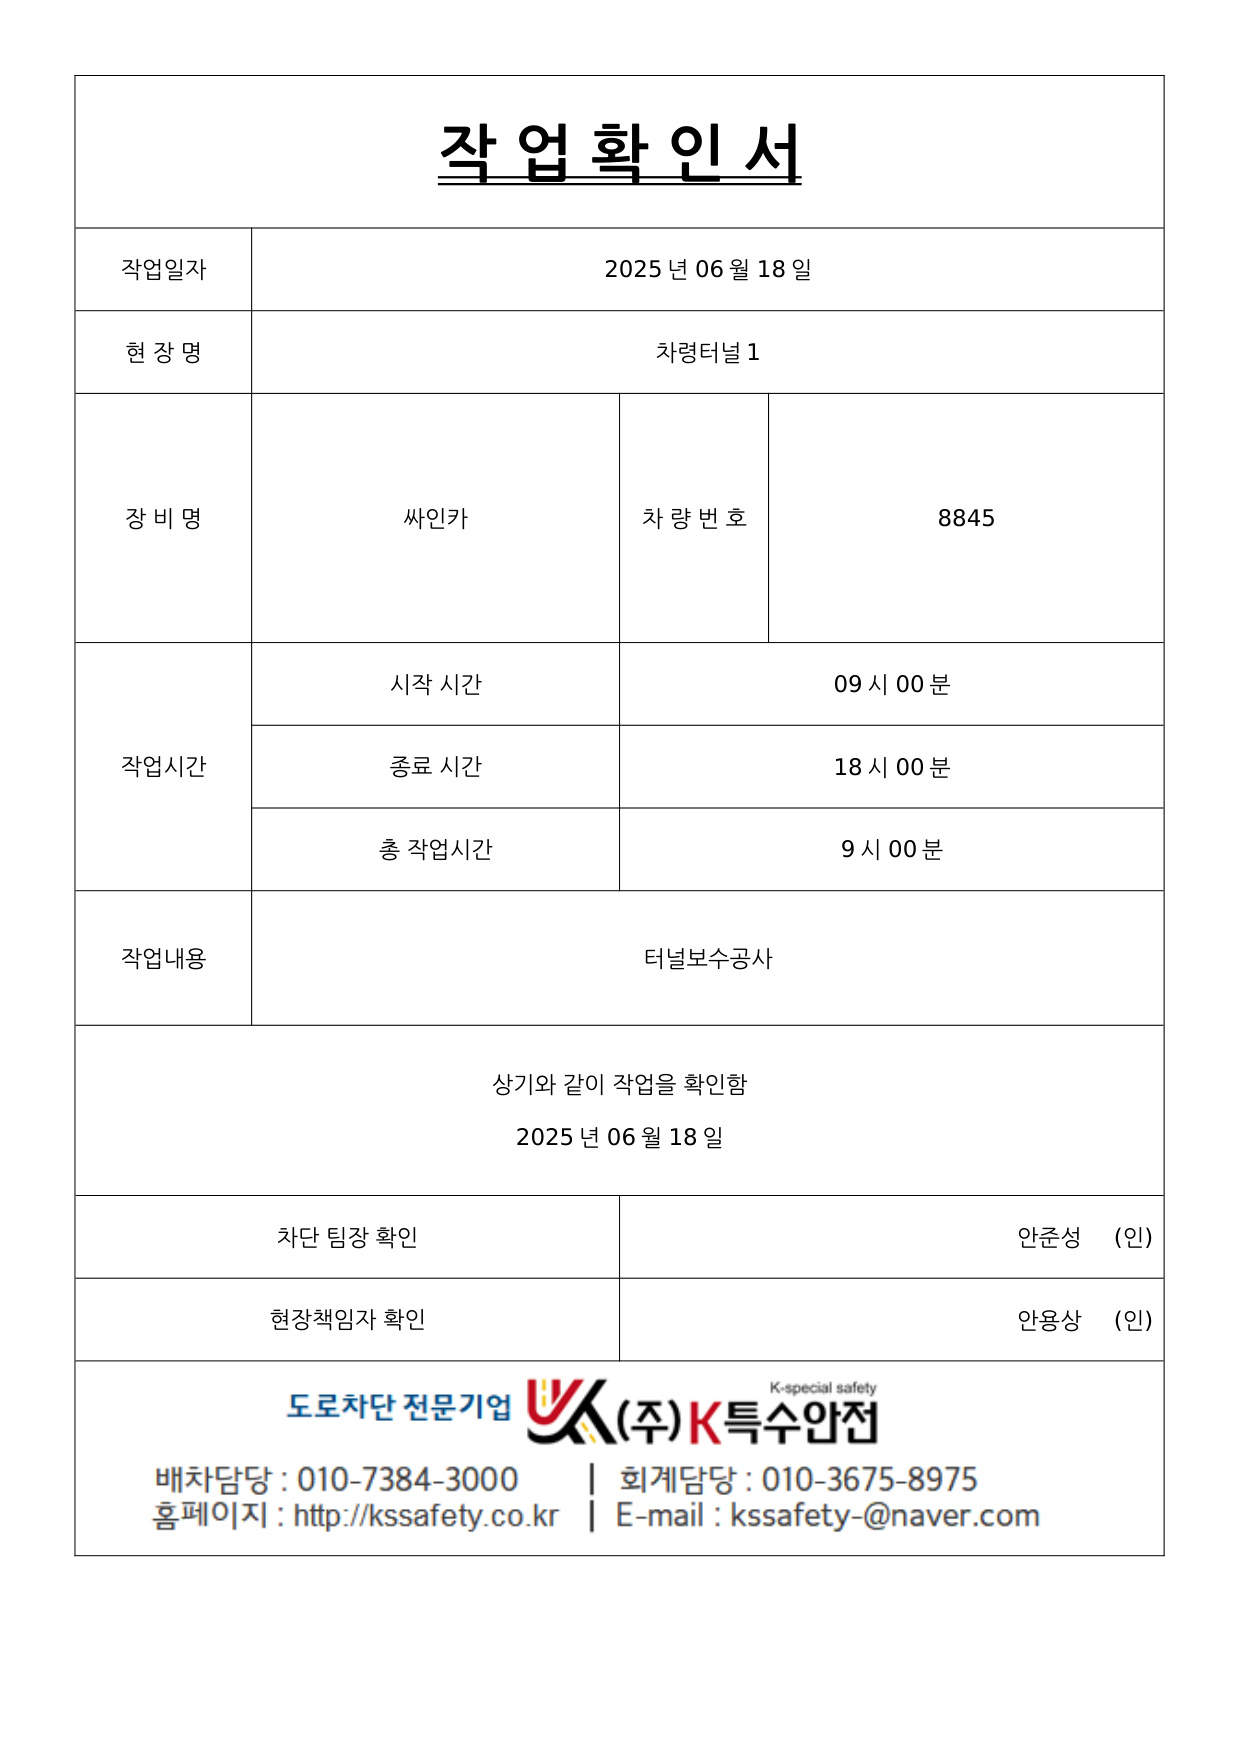 작 업 확 인 서
작업일자 2025 년 06 월 18 일
현 장 명 차령터널 1
장 비 명 싸인카 차 량 번 호 8845
시작 시간 09 시 00 분
작업시간 종료 시간 18 시 00 분
총 작업시간 9 시 00 분
작업내용 터널보수공사
상기와 같이 작업을 확인함
2025 년 06 월 18 일
차단 팀장 확인 안준성 (인)
현장책임자 확인 안용상 (인)
K-special safety
도로차단 전문기업 (주)K특수안전
배차담당 : 010-7384-3000 | 회계담당 : 010-3675-8975
홈페이지 : http://kssafety.co.kr | E-mail : kssafety-@naver.com